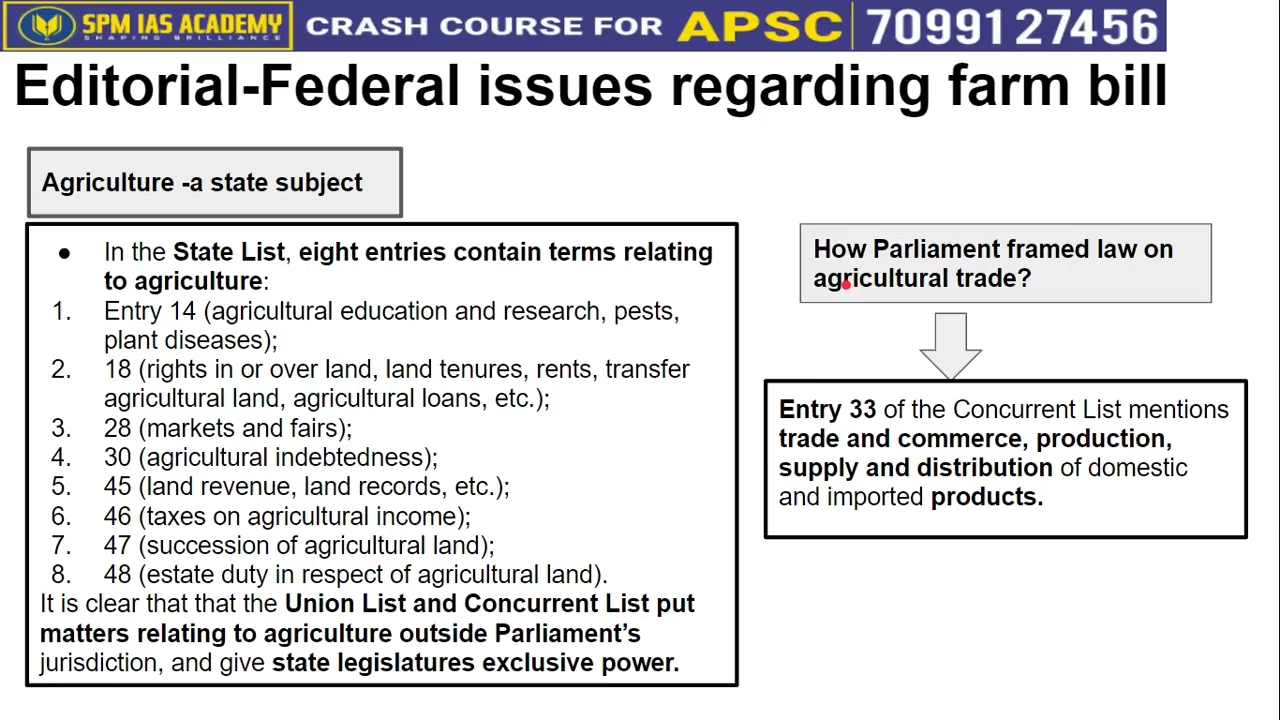 SPM IAS ACADEMY
SHAPING BRILLIANCE
CRASH COURSE FOR APSC 7099127456
Editorial-Federal issues regarding farm bill
Agriculture -a state subject
● In the State List, eight entries contain terms relating
to agriculture:
1. Entry 14 (agricultural education and research, pests,
plant diseases);
2. 18 (rights in or over land, land tenures, rents, transfer
agricultural land, agricultural loans, etc.);
3. 28 (markets and fairs);
4. 30 (agricultural indebtedness);
5. 45 (land revenue, land records, etc.);
6. 46 (taxes on agricultural income);
7. 47 (succession of agricultural land);
8. 48 (estate duty in respect of agricultural land).
It is clear that that the Union List and Concurrent List put
matters relating to agriculture outside Parliament’s
jurisdiction, and give state legislatures exclusive power.
How Parliament framed law on
agricultural trade?
Entry 33 of the Concurrent List mentions
trade and commerce, production,
supply and distribution of domestic
and imported products.